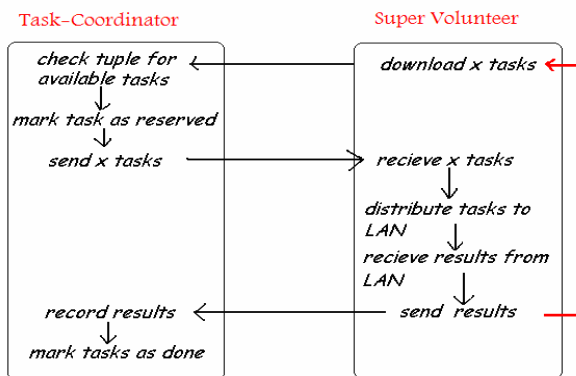 Task-Coordinator
Super Volunteer
check tuple for
available tasks
mark task as reserved
send x tasks
record results
mark tasks as done
download x tasks
recieve x tasks
distribute tasks to
LAN
recieve results from
LAN
send results